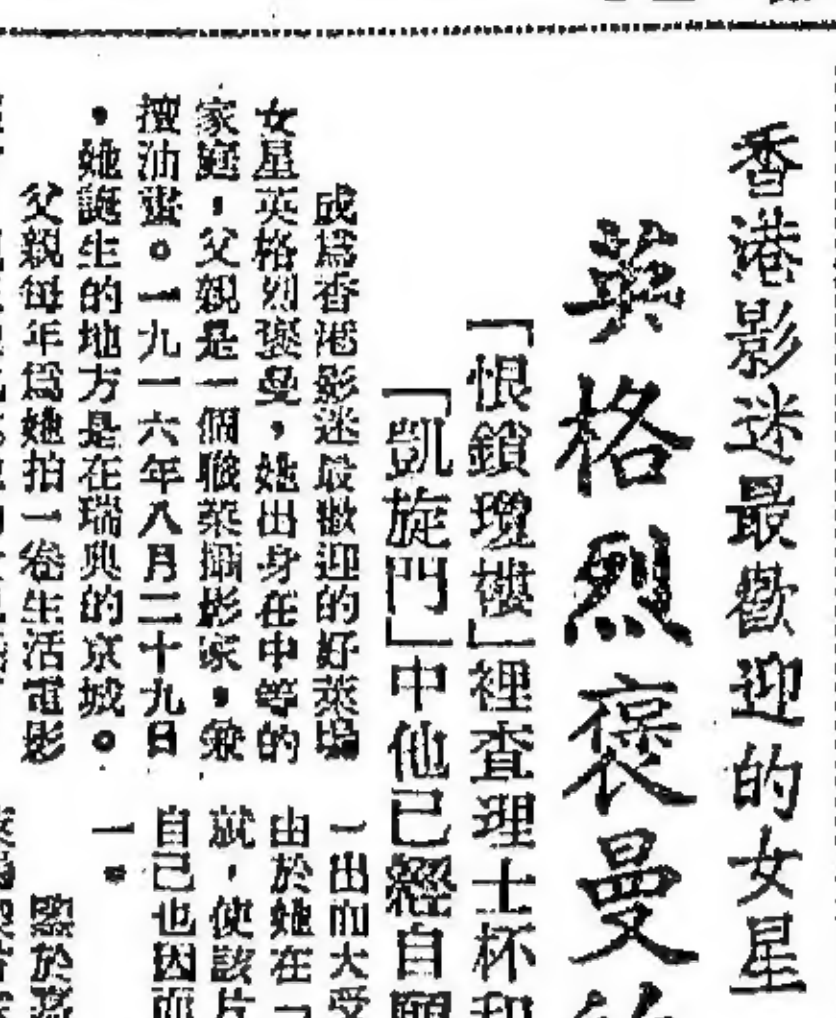 香港影迷最歡迎的女星
英格烈褒曼
「恨鎖瓊樓」裡查理士杯和
「凱旋門」中他已經自願
成爲香港影迷最歡迎的好萊塢
女星英格烈褒曼，她出身在中等的
家庭，父親是一個職業攝影家，兼
擅油畫。一九一六年八月二十九日
，她誕生的地方是在瑞典的京城。
父親每年爲她拍一卷生活電影
一出而大受
由於她在「
就，使該片
自己也因而
一。